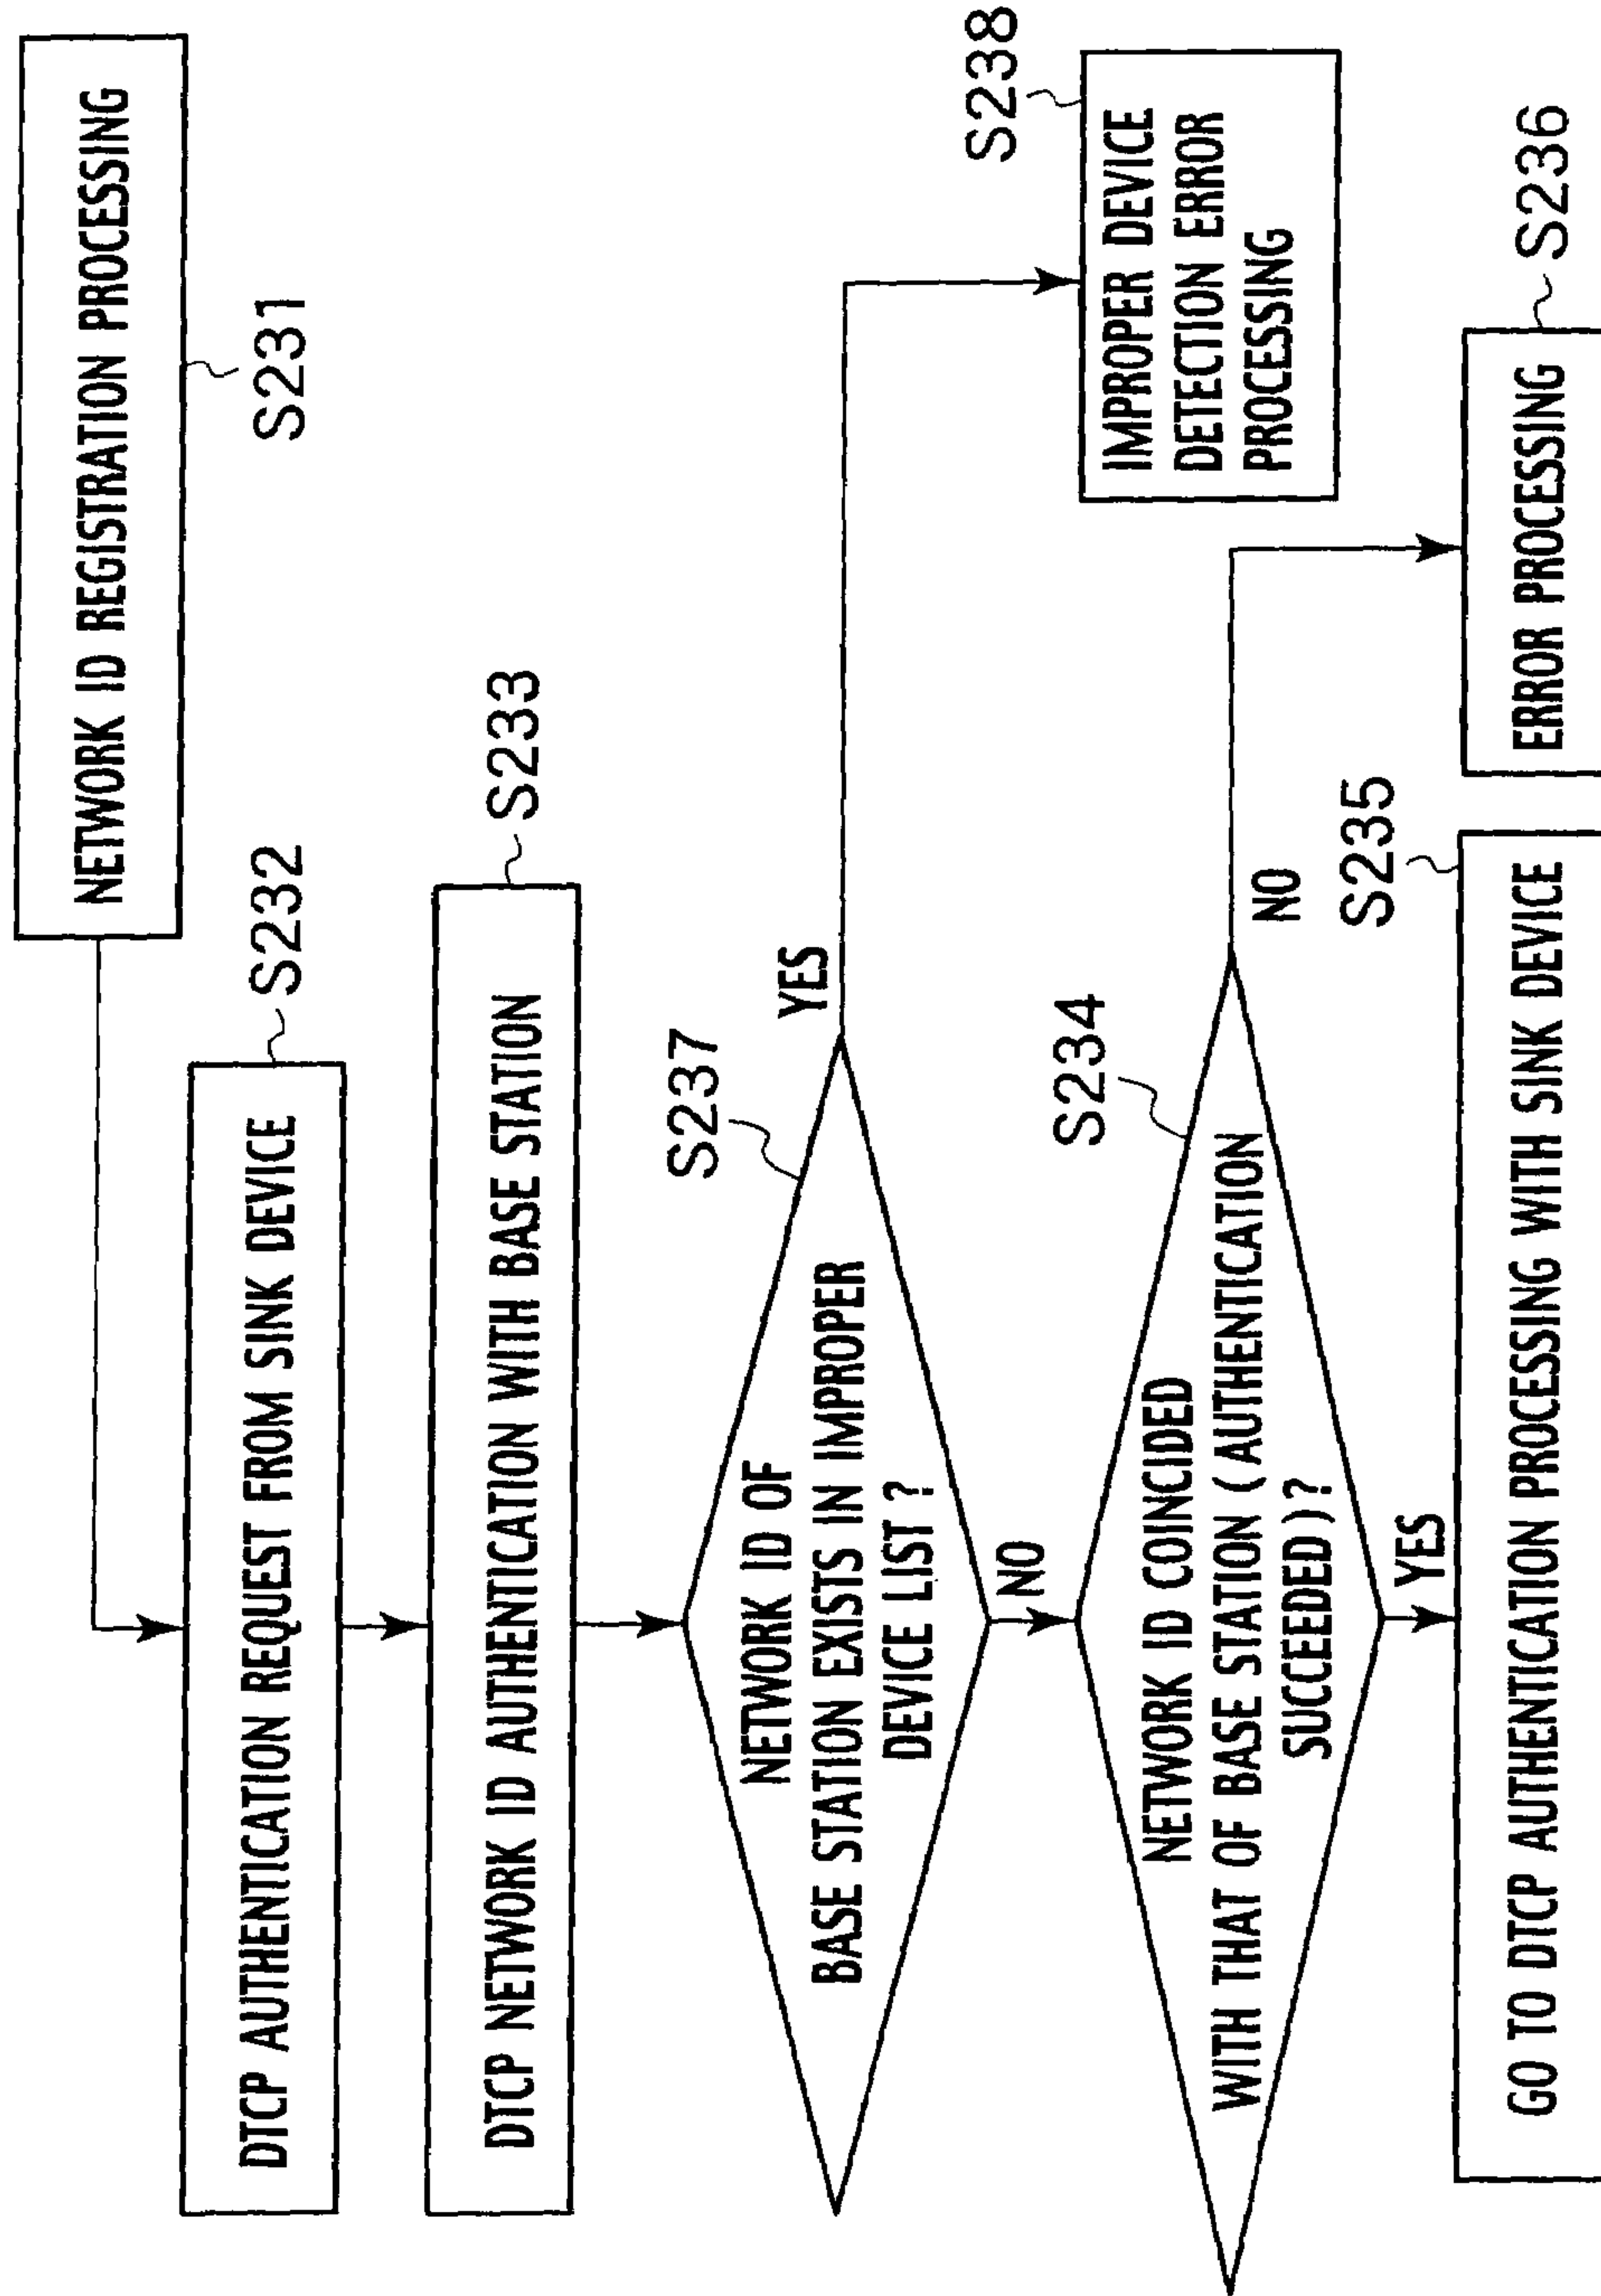 NETWORK ID REGISTRATION PROCESSING
S231
S232
DTCP AUTHENTICATION REQUEST FROM SINK DEVICE
S233
DTCP NETWORK ID AUTHENTICATION WITH BASE STATION
S237
NETWORK ID OF
BASE STATION EXISTS IN IMPROPER
DEVICE LIST ?
YES
NO
S238
IMPROPER DEVICE
DETECTION ERROR
PROCESSING
S234
NETWORK ID COINCIDED
WITH THAT OF BASE STATION (AUTHENTICATION
SUCCEEDED)?
NO
YES
S235
GO TO DTCP AUTHENTICATION PROCESSING WITH SINK DEVICE
S236
ERROR PROCESSING